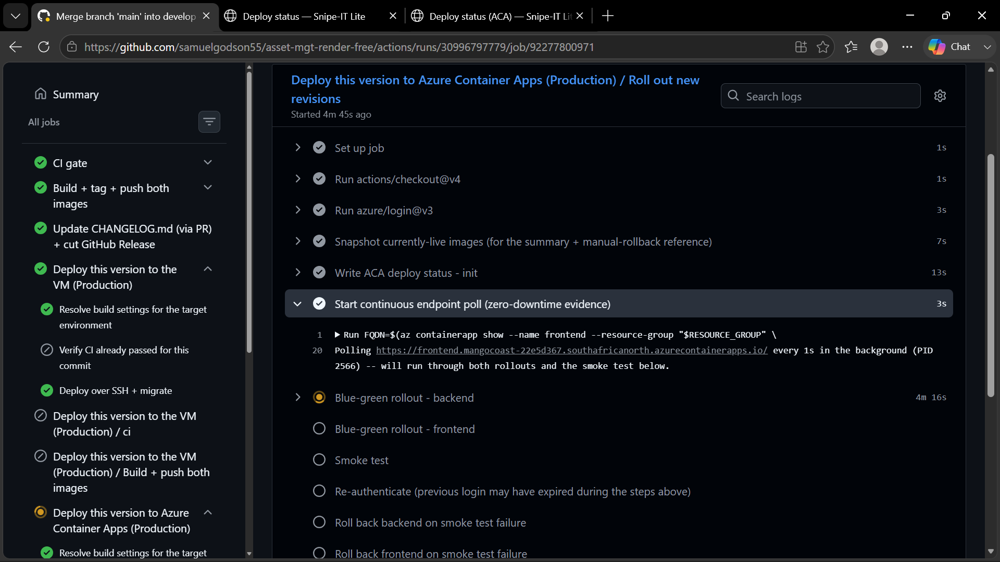 Merge branch 'main' into develop
Deploy status — Snipe-IT Lite
Deploy status (ACA) — Snipe-IT Lit
https://github.com/samuelgodson55/asset-mgt-render-free/actions/runs/30996797779/job/92277800971
Chat
Summary
All jobs
CI gate
Build + tag + push both
images
Update CHANGELOG.md (via PR)
+ cut GitHub Release
Deploy this version to the
VM (Production)
Resolve build settings for the target
environment
Verify CI already passed for this
commit
Deploy over SSH + migrate
Deploy this version to the VM
(Production) / ci
Deploy this version to the VM
(Production) / Build + push both
images
Deploy this version to Azure
Container Apps (Production)
Resolve build settings for the target
Deploy this version to Azure Container Apps (Production) / Roll out new
revisions
Started 4m 45s ago
Search logs
Set up job 1s
Run actions/checkout@v4 1s
Run azure/login@v3 3s
Snapshot currently-live images (for the summary + manual-rollback reference) 7s
Write ACA deploy status - init 13s
Start continuous endpoint poll (zero-downtime evidence) 3s
1 ▶ Run FQDN=$(az containerapp show --name frontend --resource-group "$RESOURCE_GROUP" \
20 Polling https://frontend.mangocoast-22e5d367.southafricanorth.azurecontainerapps.io/ every 1s in the background (PID
2566) -- will run through both rollouts and the smoke test below.
Blue-green rollout - backend 4m 16s
Blue-green rollout - frontend
Smoke test
Re-authenticate (previous login may have expired during the steps above)
Roll back backend on smoke test failure
Roll back frontend on smoke test failure